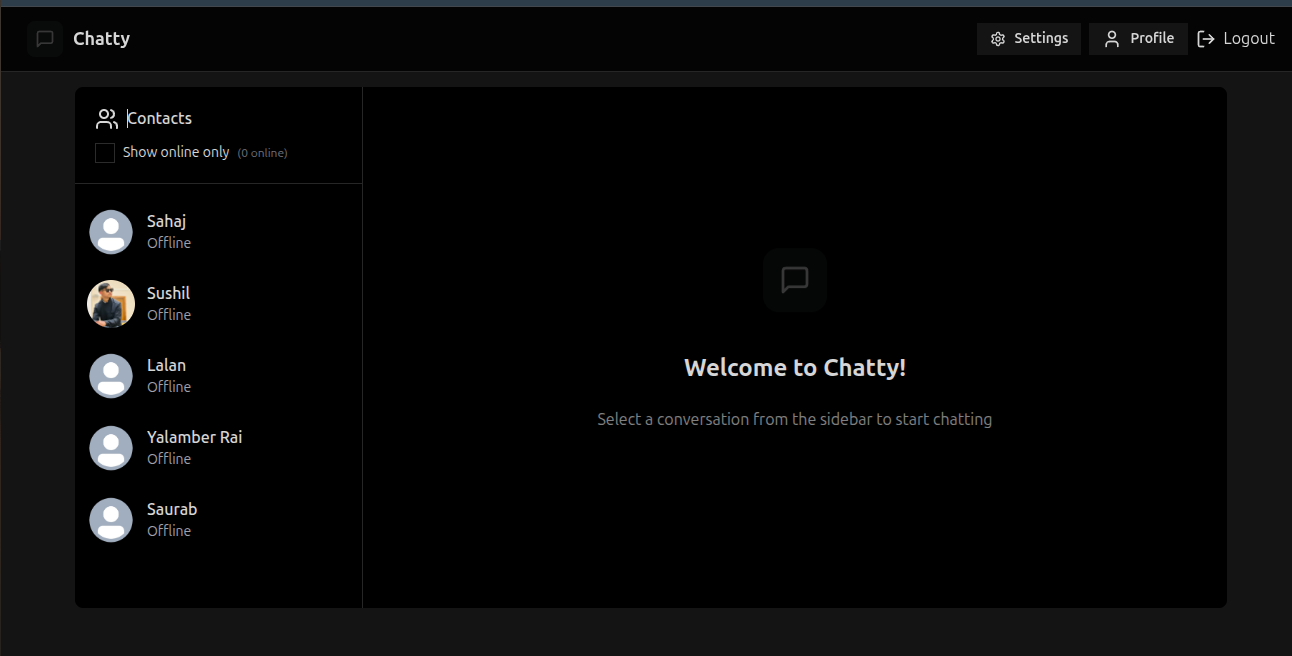 Chatty
Settings
Profile
Logout
Contacts
Show online only (0 online)
Sahaj
Offline
Sushil
Offline
Lalan
Offline
Yalamber Rai
Offline
Saurab
Offline
Welcome to Chatty!
Select a conversation from the sidebar to start chatting